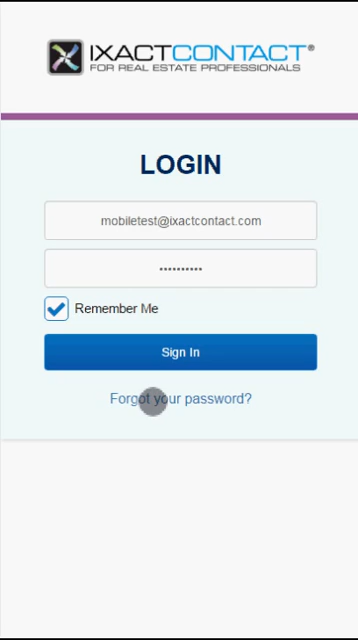 IXACTCONTACT®
FOR REAL ESTATE PROFESSIONALS
LOGIN
mobiletest@ixactcontact.com
••••••••••
Remember Me
Sign In
Forgot your password?